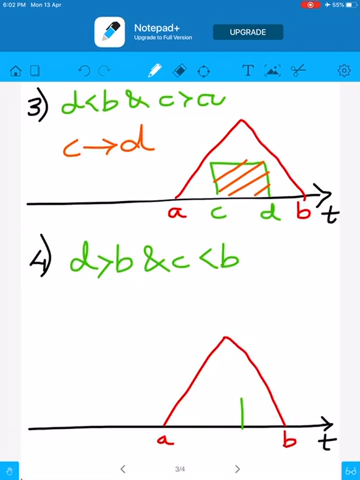 6:02 PM Mon 13 Apr
55%
Notepad+
Upgrade to Full Version
UPGRADE
T
3) d<b & c>a
c→d
a c d b t
4) d>b & c<b
a b t
3/4